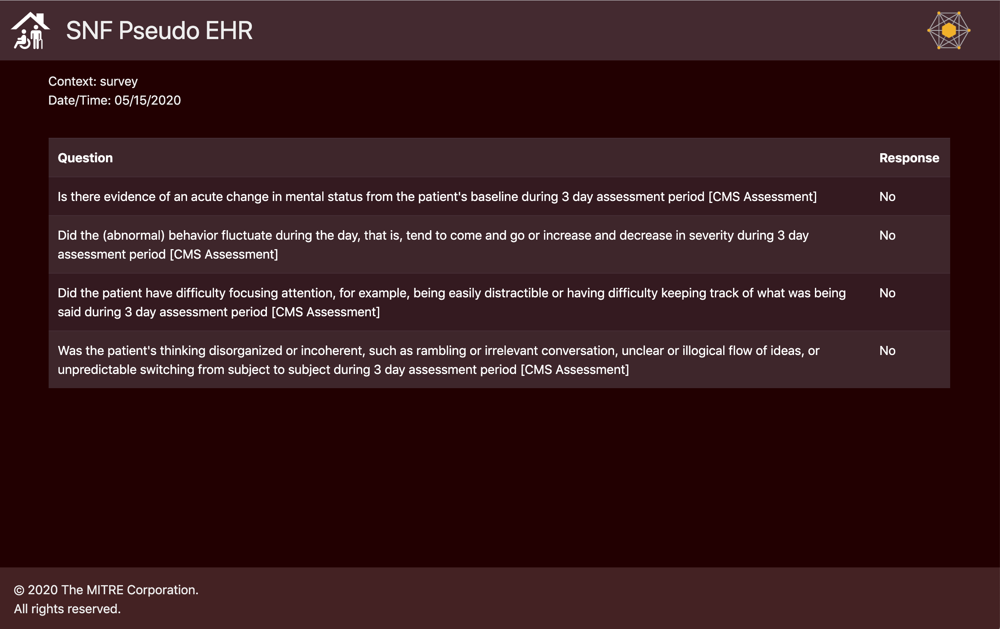 SNF Pseudo EHR
Context: survey
Date/Time: 05/15/2020
Question Response
Is there evidence of an acute change in mental status from the patient's baseline during 3 day assessment period [CMS Assessment] No
Did the (abnormal) behavior fluctuate during the day, that is, tend to come and go or increase and decrease in severity during 3 day No
assessment period [CMS Assessment]
Did the patient have difficulty focusing attention, for example, being easily distractible or having difficulty keeping track of what was being No
said during 3 day assessment period [CMS Assessment]
Was the patient's thinking disorganized or incoherent, such as rambling or irrelevant conversation, unclear or illogical flow of ideas, or No
unpredictable switching from subject to subject during 3 day assessment period [CMS Assessment]
© 2020 The MITRE Corporation.
All rights reserved.